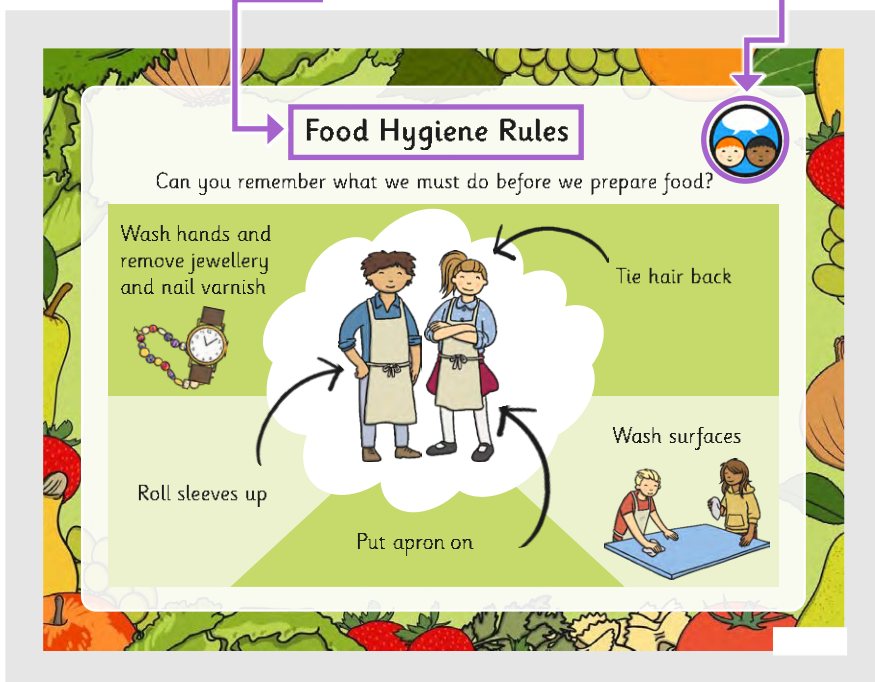 Food Hygiene Rules
Can you remember what we must do before we prepare food?
Wash hands and
remove jewellery
and nail varnish
Tie hair back
Roll sleeves up
Put apron on
Wash surfaces